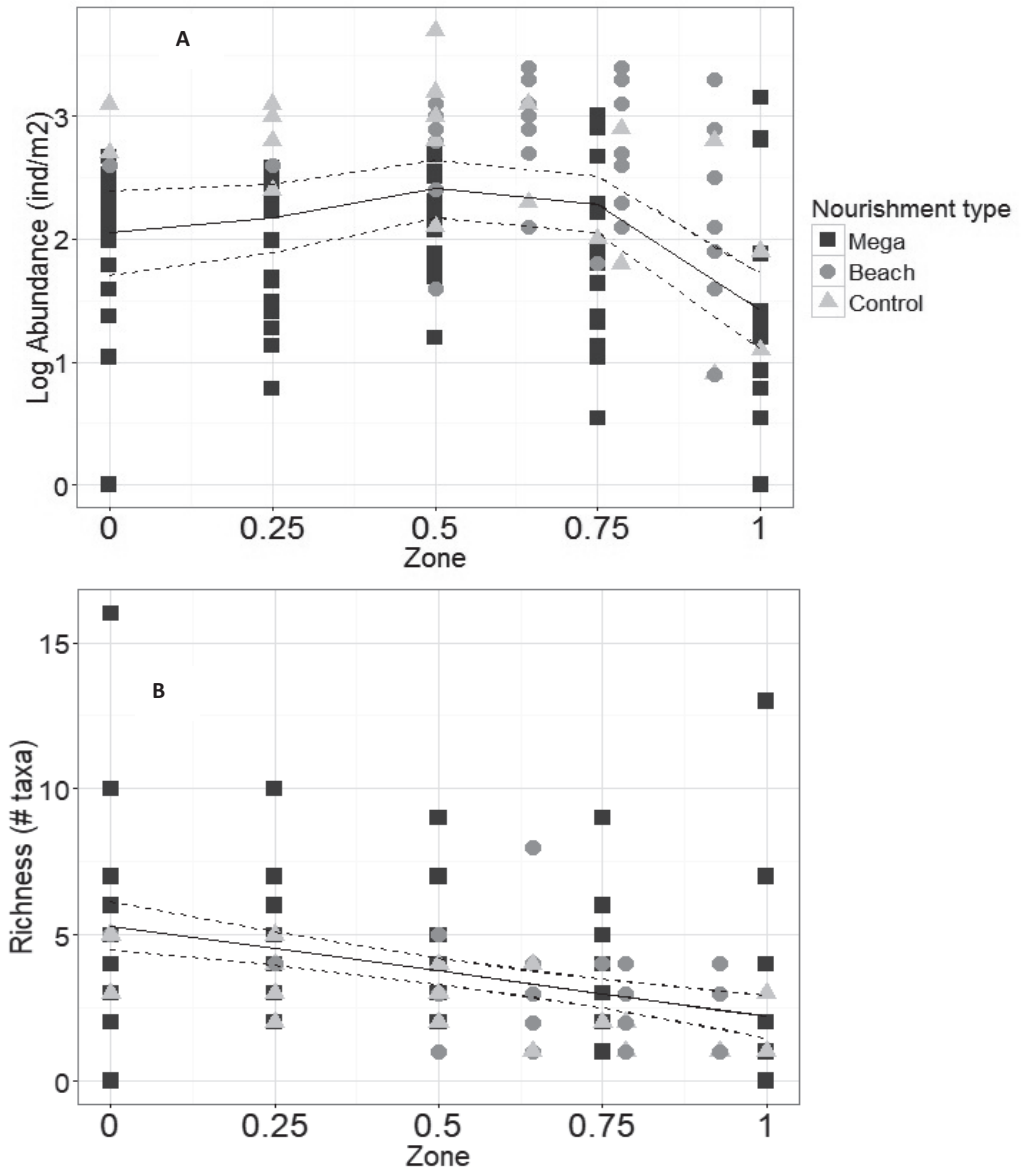 A
Log Abundance (ind/m2)
3
2
1
0
0 0.25 0.5 0.75 1
Zone
Nourishment type
Mega
Beach
Control
B
Richness (# taxa)
15
10
5
0
0 0.25 0.5 0.75 1
Zone